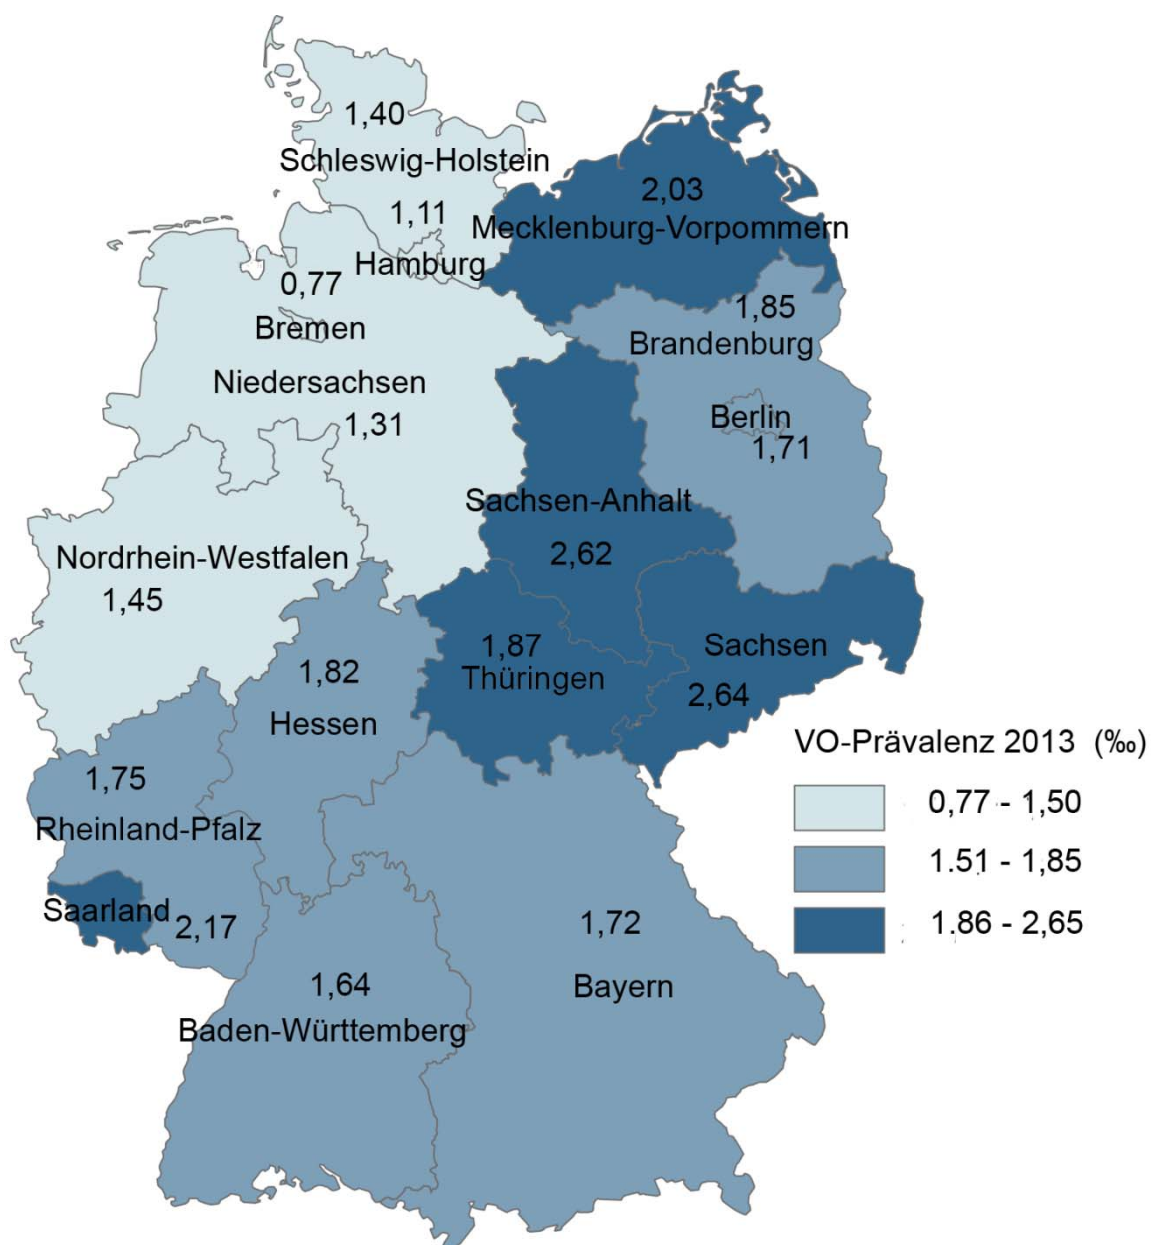 1,40
Schleswig-Holstein
1,11
Hamburg
2,03
Mecklenburg-Vorpommern
0,77
Bremen
1,85
Brandenburg
Niedersachsen
1,31
Berlin
1,71
Sachsen-Anhalt
2,62
Nordrhein-Westfalen
1,45
1,87
Thüringen
Sachsen
2,64
1,82
Hessen
VO-Prävalenz 2013 (‰)
0,77 - 1,50
1.51 - 1,85
1.86 - 2,65
1,75
Rheinland-Pfalz
Saarland
2,17
1,72
Bayern
1,64
Baden-Württemberg